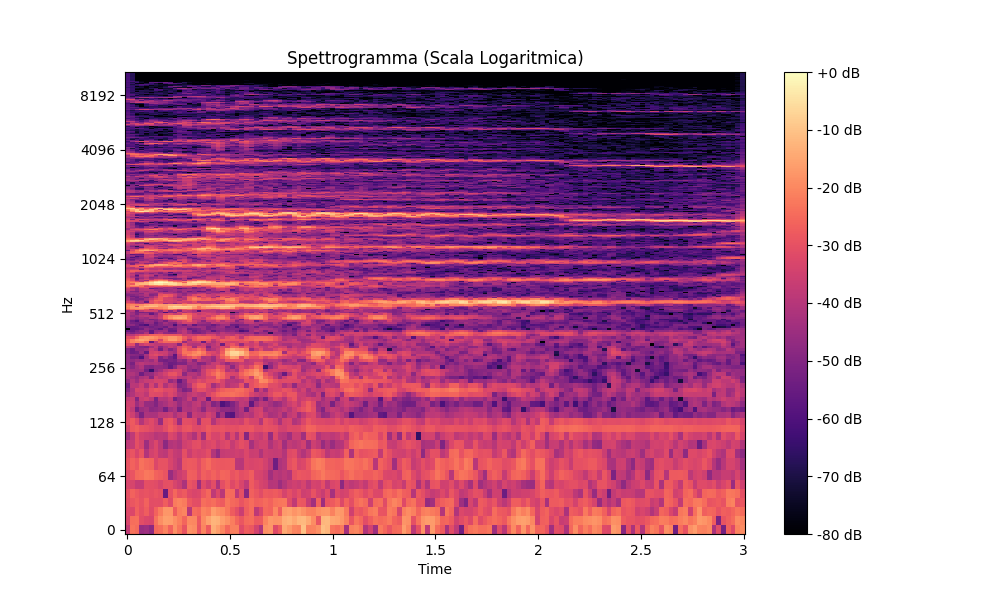 Spettrogramma (Scala Logaritmica)
8192
4096
2048
1024
512
256
128
64
0
Hz
0
0.5
1
1.5
2
2.5
3
Time
+0 dB
-10 dB
-20 dB
-30 dB
-40 dB
-50 dB
-60 dB
-70 dB
-80 dB